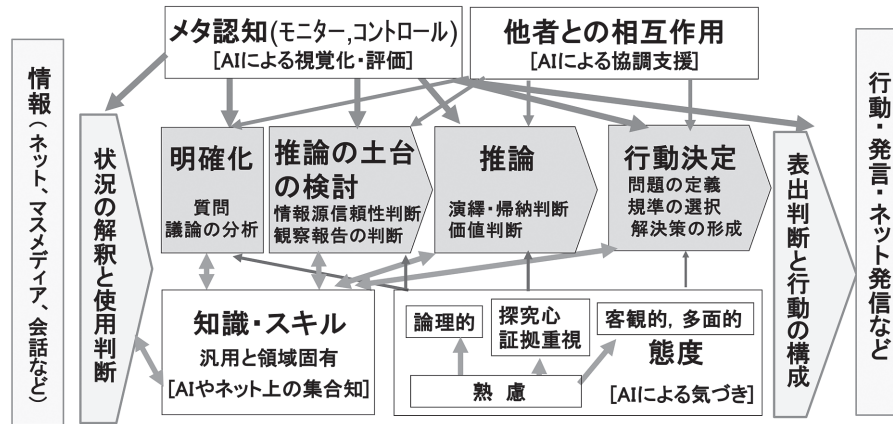 メタ認知(モニター,コントロール)
[AIによる視覚化・評価]
他者との相互作用
[AIによる協調支援]
情報(ネット、マスメディア、会話など)
状況の解釈と使用判断
明確化
質問
議論の分析
推論の土台
の検討
情報源信頼性判断
観察報告の判断
推論
演繹・帰納判断
価値判断
行動決定
問題の定義
規準の選択
解決策の形成
表出判断と行動の構成
行動・発言・ネット発信など
知識・スキル
汎用と領域固有
[AIやネット上の集合知]
論理的
探究心
証拠重視
客観的,多面的
態度
熟慮
[AIによる気づき]